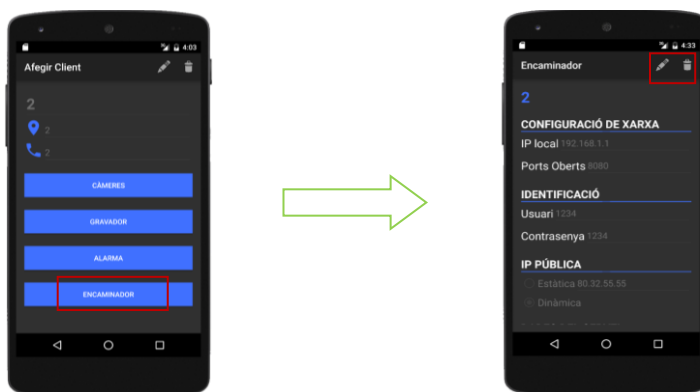 4:03
Afegir Client
2
2
2
CÀMERES
GRAVADOR
ALARMA
ENCAMINADOR
4:33
Encaminador
2
CONFIGURACIÓ DE XARXA
IP local 192.168.1.1
Ports Oberts 8080
IDENTIFICACIÓ
Usuari 1234
Contrasenya 1234
IP PÚBLICA
Estàtica 80.32.55.55
Dinàmica